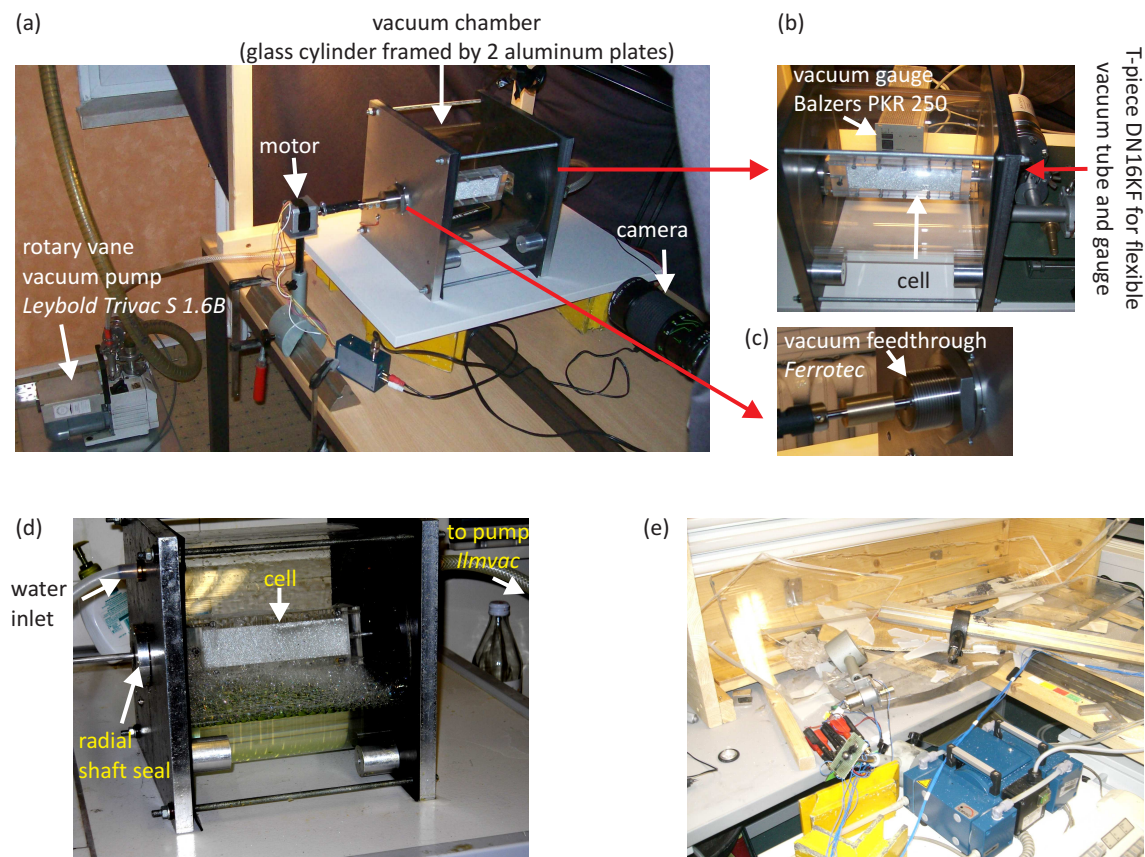 (a)
vacuum chamber
(glass cylinder framed by 2 aluminum plates)
motor
rotary vane
vacuum pump
Leybold Trivac S 1.6B
camera
(b)
vacuum gauge
Balzers PKR 250
cell
T-piece DN16KF for flexible
vacuum tube and gauge
(c)
vacuum feedthrough
Ferrotec
(d)
water
inlet
cell
to pump
Ilmvac
radial
shaft seal
(e)